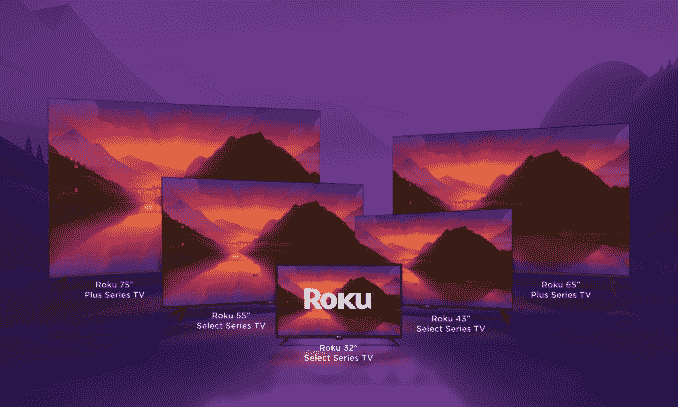 Roku 75"
Plus Series TV
Roku 65"
Plus Series TV
Roku 55"
Select Series TV
Roku
Roku 43"
Select Series TV
Roku 32"
Select Series TV